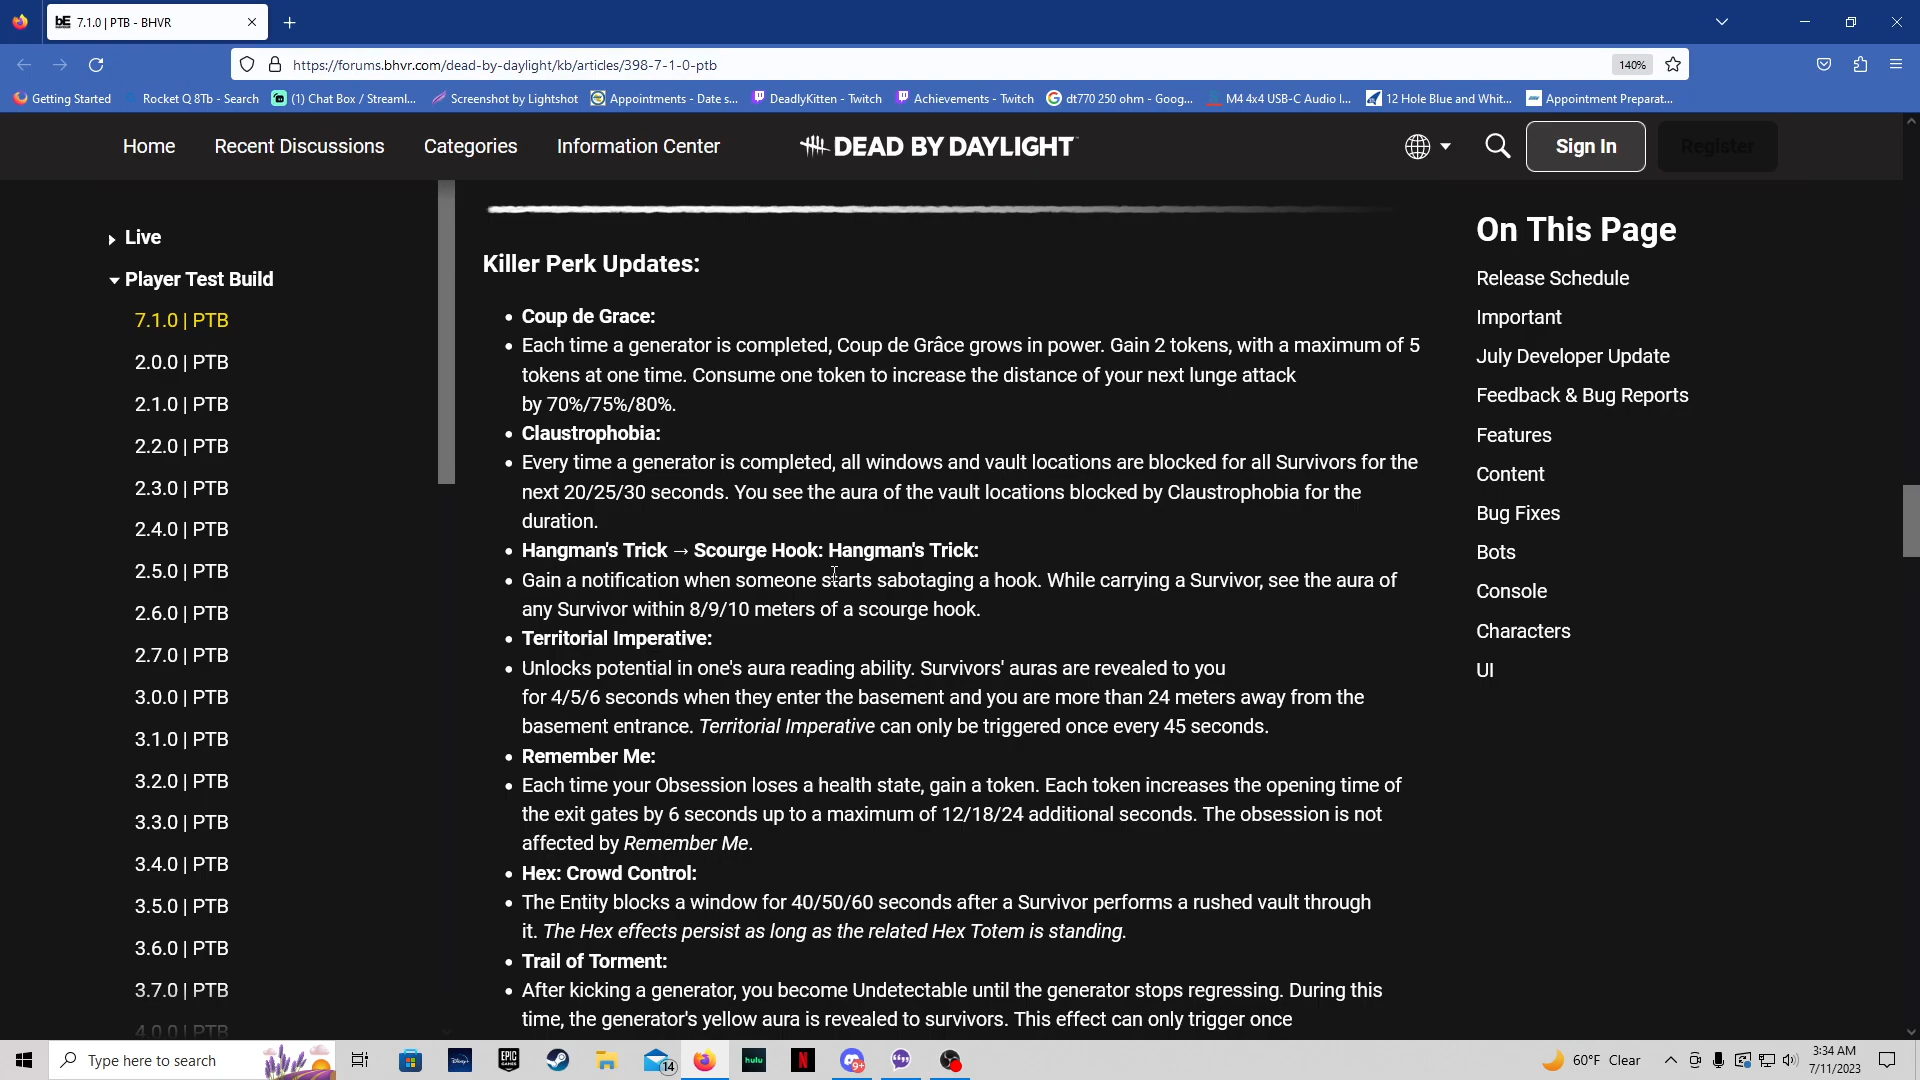 7.1.0 | PTB - BHVR
https://forums.bhvr.com/dead-by-daylight/kb/articles/398-7-1-0-ptb
140%
Getting Started
Rocket Q 8Tb - Search
(1) Chat Box / Streaml...
Screenshot by Lightshot
Appointments - Date s...
DeadlyKitten - Twitch
Achievements - Twitch
dt770 250 ohm - Goog...
M4 4x4 USB-C Audio I...
12 Hole Blue and Whit...
Appointment Preparat...
Home
Recent Discussions
Categories
Information Center
DEAD BY DAYLIGHT
Sign In
Register
Live
Player Test Build
7.1.0 | PTB
2.0.0 | PTB
2.1.0 | PTB
2.2.0 | PTB
2.3.0 | PTB
2.4.0 | PTB
2.5.0 | PTB
2.6.0 | PTB
2.7.0 | PTB
3.0.0 | PTB
3.1.0 | PTB
3.2.0 | PTB
3.3.0 | PTB
3.4.0 | PTB
3.5.0 | PTB
3.6.0 | PTB
3.7.0 | PTB
4.0.0 | PTB
Killer Perk Updates:
• Coup de Grace:
• Each time a generator is completed, Coup de Grâce grows in power. Gain 2 tokens, with a maximum of 5
tokens at one time. Consume one token to increase the distance of your next lunge attack
by 70%/75%/80%.
• Claustrophobia:
• Every time a generator is completed, all windows and vault locations are blocked for all Survivors for the
next 20/25/30 seconds. You see the aura of the vault locations blocked by Claustrophobia for the
duration.
• Hangman's Trick → Scourge Hook: Hangman's Trick:
• Gain a notification when someone starts sabotaging a hook. While carrying a Survivor, see the aura of
any Survivor within 8/9/10 meters of a scourge hook.
• Territorial Imperative:
• Unlocks potential in one's aura reading ability. Survivors' auras are revealed to you
for 4/5/6 seconds when they enter the basement and you are more than 24 meters away from the
basement entrance. Territorial Imperative can only be triggered once every 45 seconds.
• Remember Me:
• Each time your Obsession loses a health state, gain a token. Each token increases the opening time of
the exit gates by 6 seconds up to a maximum of 12/18/24 additional seconds. The obsession is not
affected by Remember Me.
• Hex: Crowd Control:
• The Entity blocks a window for 40/50/60 seconds after a Survivor performs a rushed vault through
it. The Hex effects persist as long as the related Hex Totem is standing.
• Trail of Torment:
• After kicking a generator, you become Undetectable until the generator stops regressing. During this
time, the generator's yellow aura is revealed to survivors. This effect can only trigger once
On This Page
Release Schedule
Important
July Developer Update
Feedback & Bug Reports
Features
Content
Bug Fixes
Bots
Console
Characters
UI
Type here to search
Disney+
EPIC GAMES
14
hulu
N
9+
60°F Clear
3:34 AM
7/11/2023